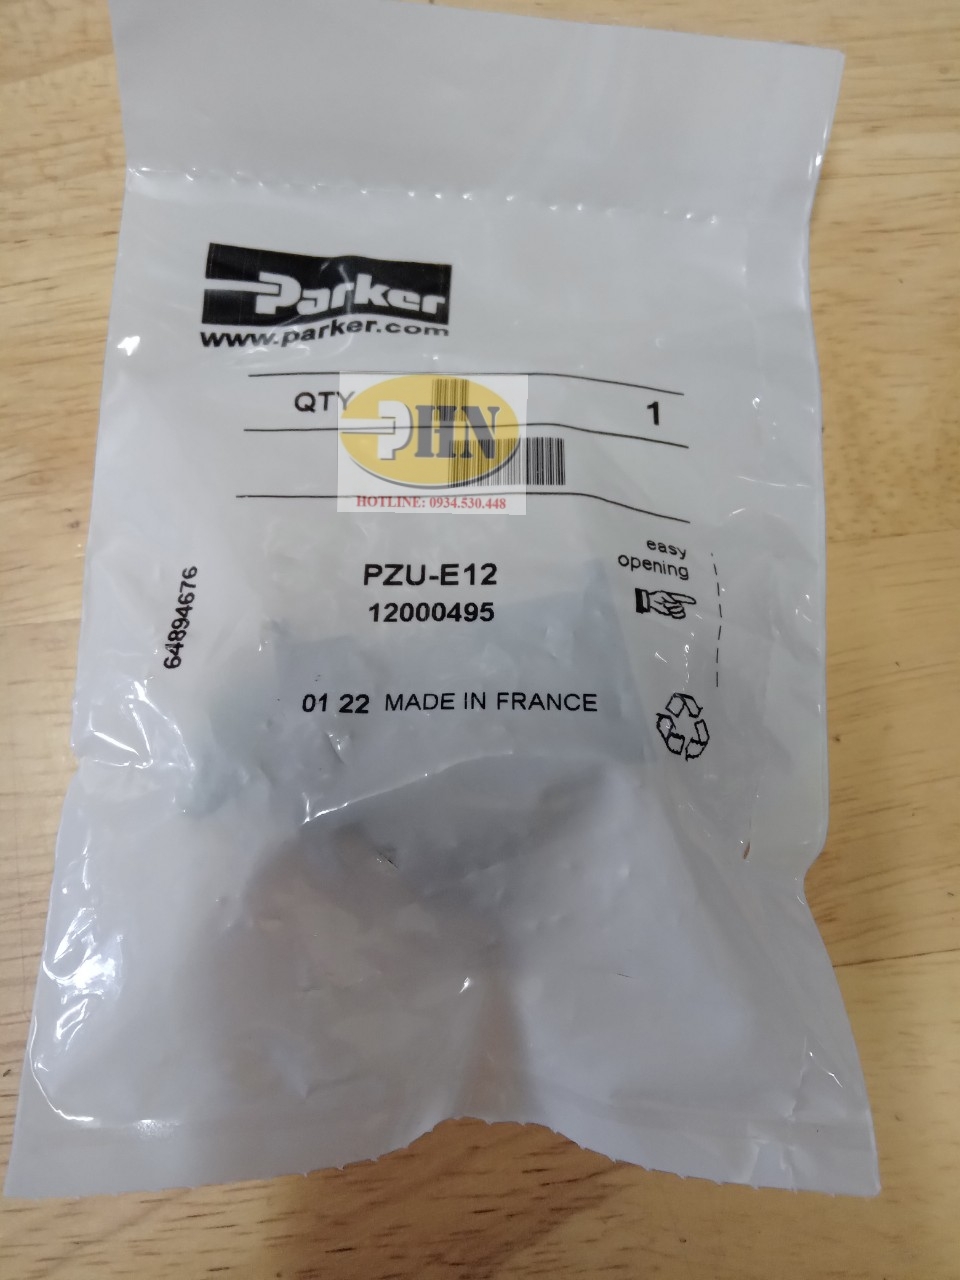 Parker
www.parker.com
QTY 1
PHN
HOTLINE: 0934.530.448
easy
opening
PZU-E12
12000495
64894676
01 22 MADE IN FRANCE